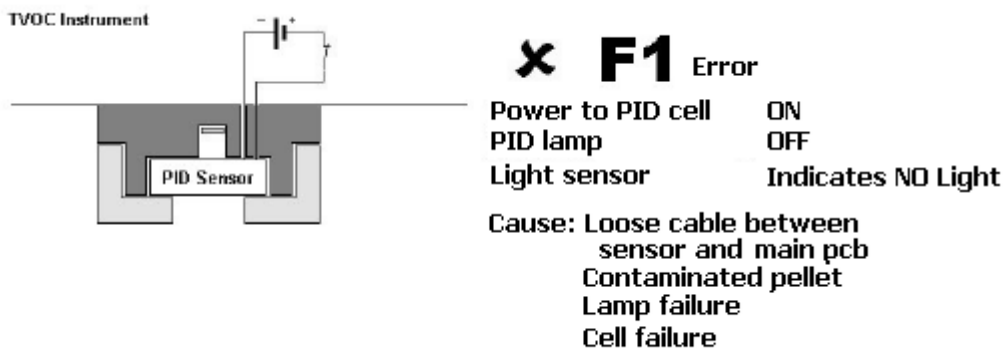 TVOC Instrument
- +
PID Sensor
✘ F1 Error
Power to PID cell ON
PID lamp OFF
Light sensor Indicates NO Light
Cause: Loose cable between
sensor and main pcb
Contaminated pellet
Lamp failure
Cell failure